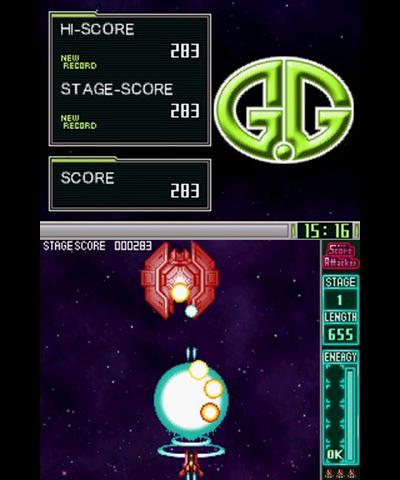 HI-SCORE
283
NEW
RECORD
STAGE-SCORE
283
NEW
RECORD
SCORE
283
G.G
15:16
STAGESCORE 000283
Score
Attacker
STAGE
1
LENGTH
655
ENERGY
OK